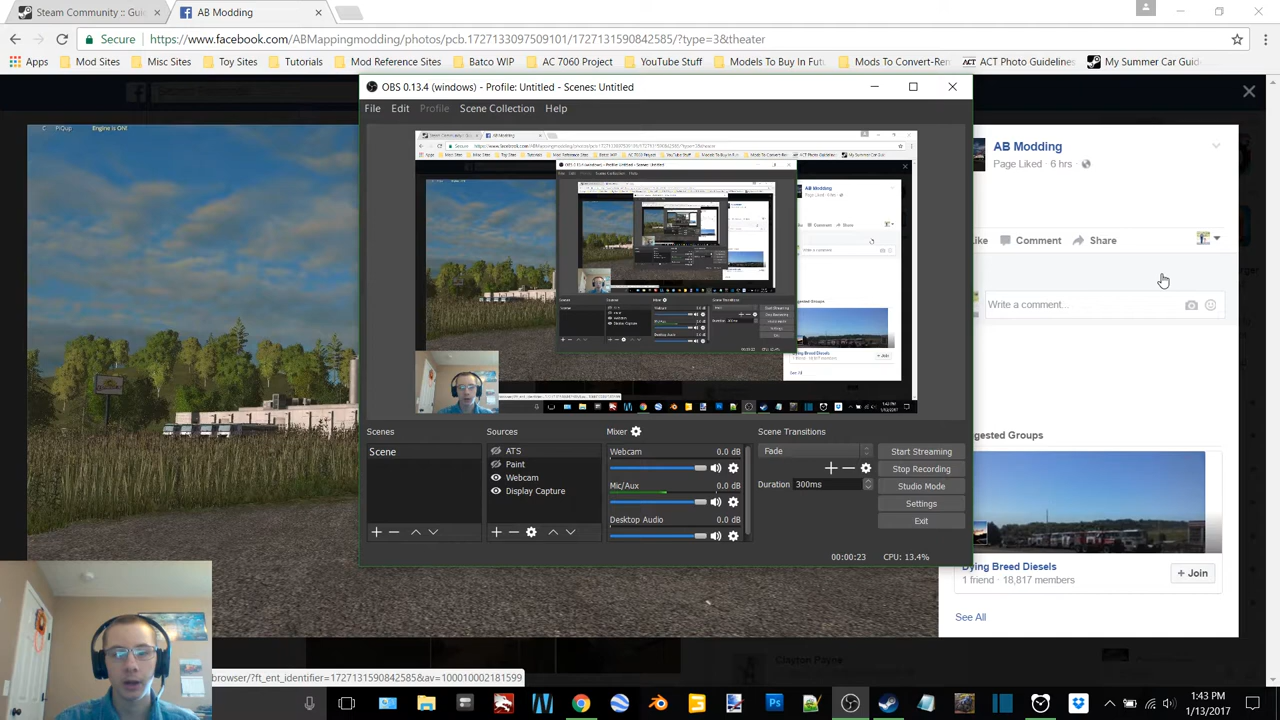 Steam Community :: Gui
AB Modding
Secure
https://www.facebook.com/ABMappingmodding/photos/pcb.1727133097509101/1727131590842585/?type=3&theater
Apps
Mod Sites
Misc Sites
Toy Sites
Tutorials
Mod Reference Sites
Batco WIP
AC 7060 Project
YouTube Stuff
Models To Buy In Futu
Mods To Convert-Ren
ACT Photo Guidelines
My Summer Car Guid
OBS 0.13.4 (windows) - Profile: Untitled - Scenes: Untitled
File
Edit
Profile
Scene Collection
Help
Engine is ON!
AB Modding
Page Liked · 6 hrs ·
Like
Comment
Share
Write a comment...
ggested Groups
Dying Breed Diesels
1 friend · 18,817 members
+ Join
See All
Scenes
Scene
Sources
ATS
Paint
Webcam
Display Capture
Mixer
Webcam
0.0 dB
Mic/Aux
0.0 dB
Desktop Audio
0.0 dB
Scene Transitions
Fade
Duration
300ms
Start Streaming
Stop Recording
Studio Mode
Settings
Exit
00:00:23
CPU: 13.4%
Clayton Payne
browser/?ft_ent_identifier=1727131590842585&av=100010002181599
1:43 PM
1/13/2017